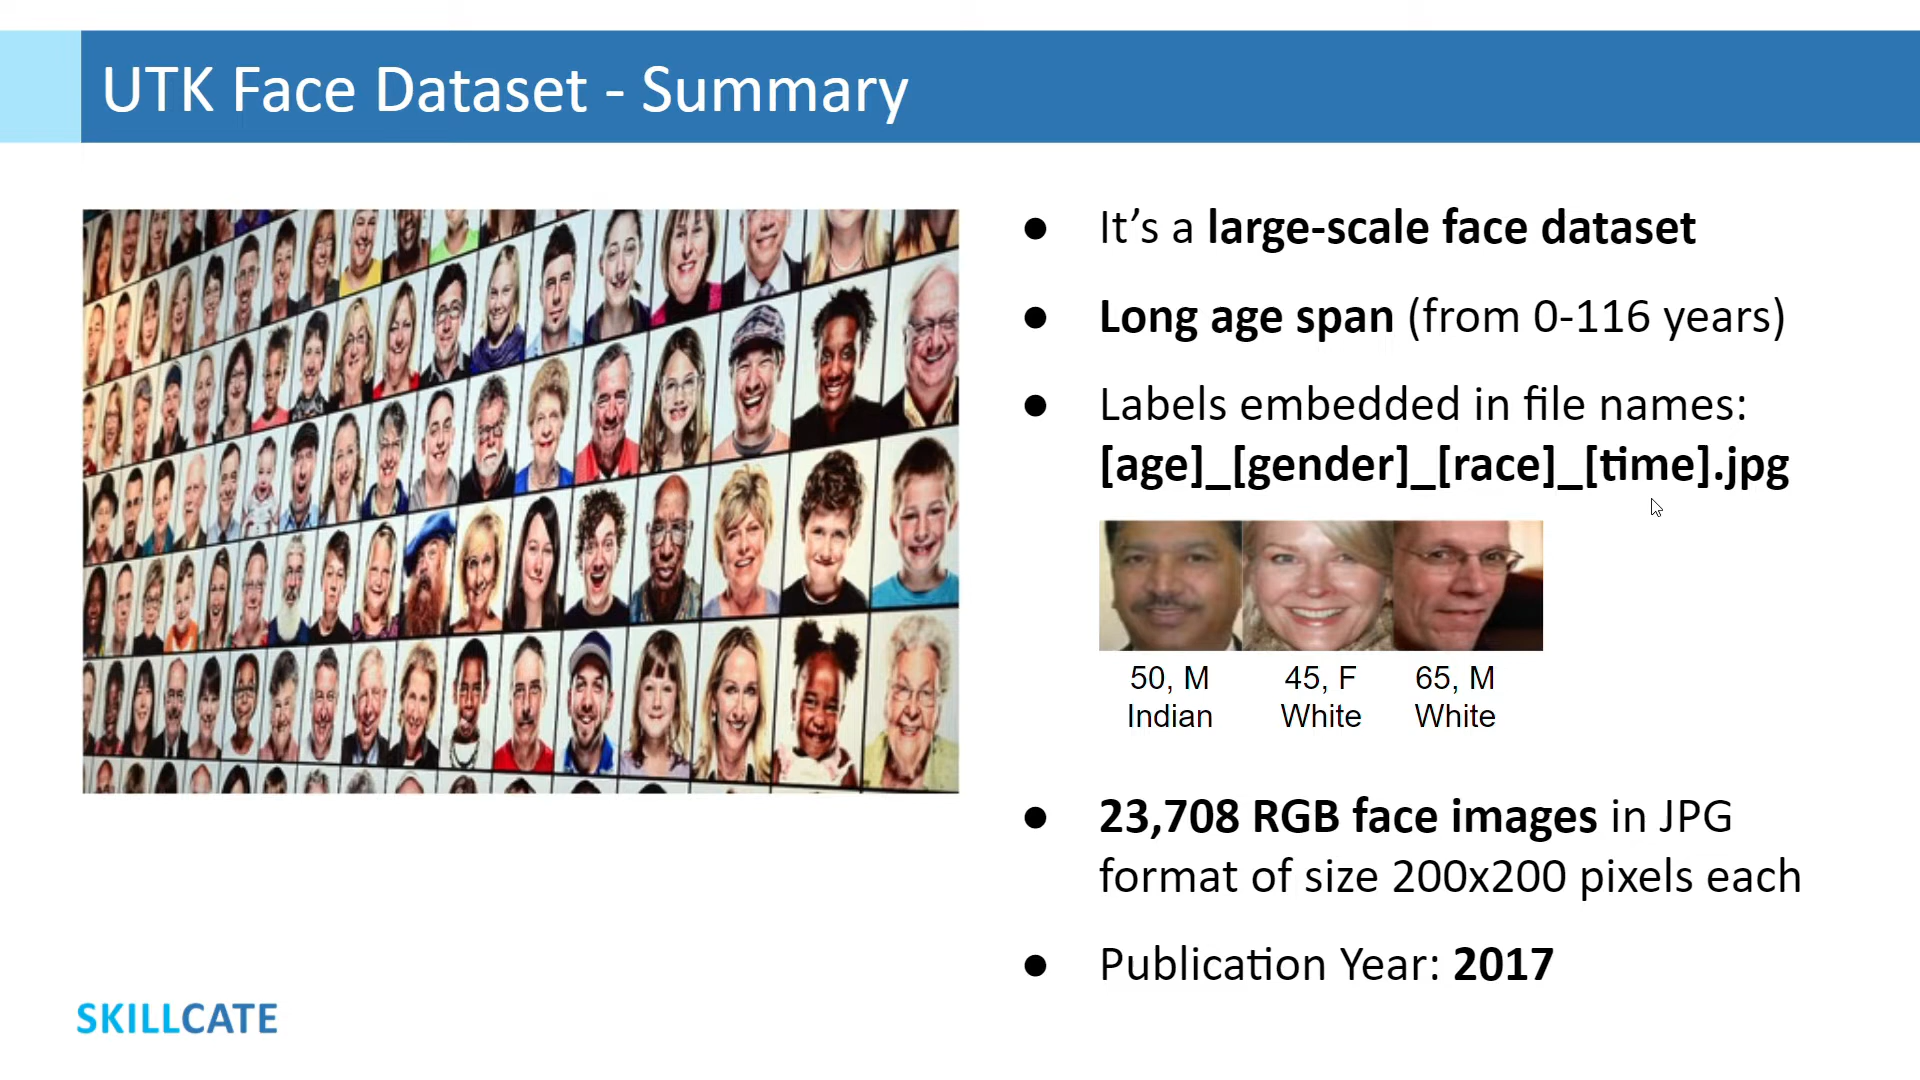 UTK Face Dataset - Summary
● It’s a large-scale face dataset
● Long age span (from 0-116 years)
● Labels embedded in file names:
[age]_[gender]_[race]_[time].jpg
50, M
Indian
45, F
White
65, M
White
● 23,708 RGB face images in JPG
format of size 200x200 pixels each
● Publication Year: 2017
SKILLCATE